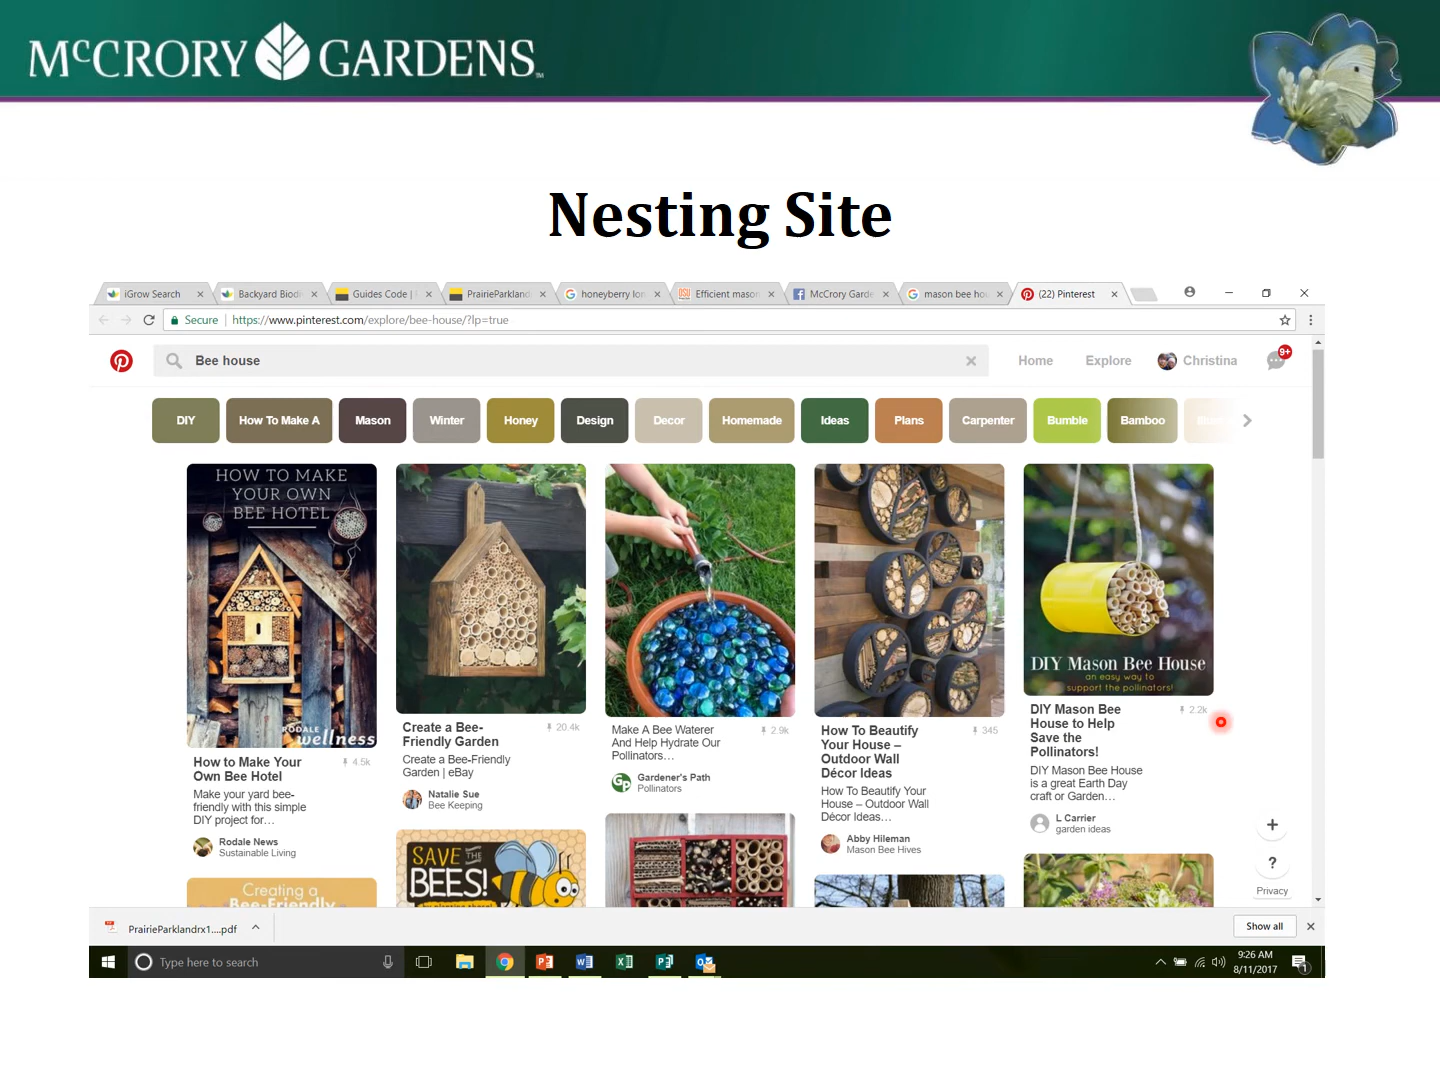 McCRORY GARDENS
Nesting Site
iGrow Search
Backyard Biodi
Guides Code |
PrairieParkland
honeyberry lon
Efficient mason
McCrory Garde
mason bee hou
(22) Pinterest
Secure
https://www.pinterest.com/explore/bee-house/?lp=true
Bee house
Home
Explore
Christina
9+
DIY
How To Make A
Mason
Winter
Honey
Design
Decor
Homemade
Ideas
Plans
Carpenter
Bumble
Bamboo
HOW TO MAKE
YOUR OWN
BEE HOTEL
RODALE
wellness
How to Make Your
Own Bee Hotel
4.5k
Make your yard bee-
friendly with this simple
DIY project for…
Rodale News
Sustainable Living
Creating a
Bee-Friendly
Create a Bee-
Friendly Garden
20.4k
Create a Bee-Friendly
Garden | eBay
Natalie Sue
Bee Keeping
SAVE THE
BEES!
Make A Bee Waterer
And Help Hydrate Our
Pollinators…
2.9k
Gardener's Path
Pollinators
How To Beautify
Your House –
Outdoor Wall
Décor Ideas
345
How To Beautify Your
House – Outdoor Wall
Décor Ideas…
Abby Hileman
Mason Bee Hives
DIY Mason Bee House
an easy way to
support the pollinators!
DIY Mason Bee
House to Help
Save the
Pollinators!
2.2k
DIY Mason Bee House
is a great Earth Day
craft or Garden…
L Carrier
garden ideas
+
?
Privacy
PrairieParklandrx1....pdf
Show all
Type here to search
9:26 AM
8/11/2017
1